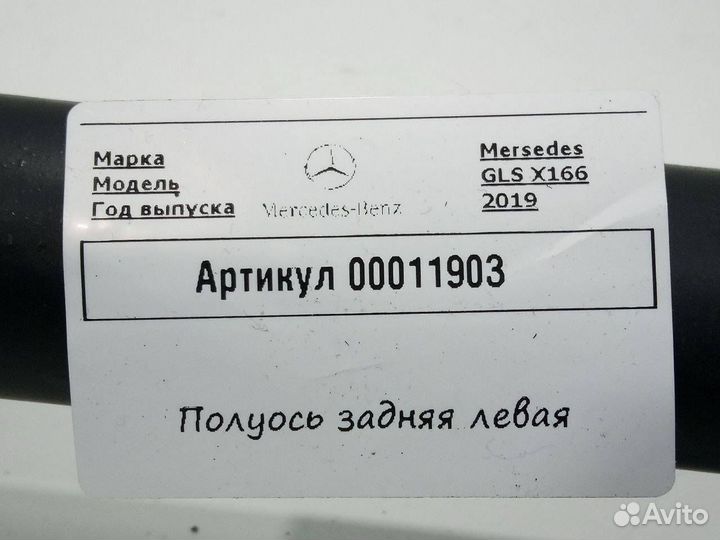 Марка
Модель
Год выпуска
Mercedes-Benz
Mersedes
GLS X166
2019
Артикул 00011903
Полуось задняя левая
Avito